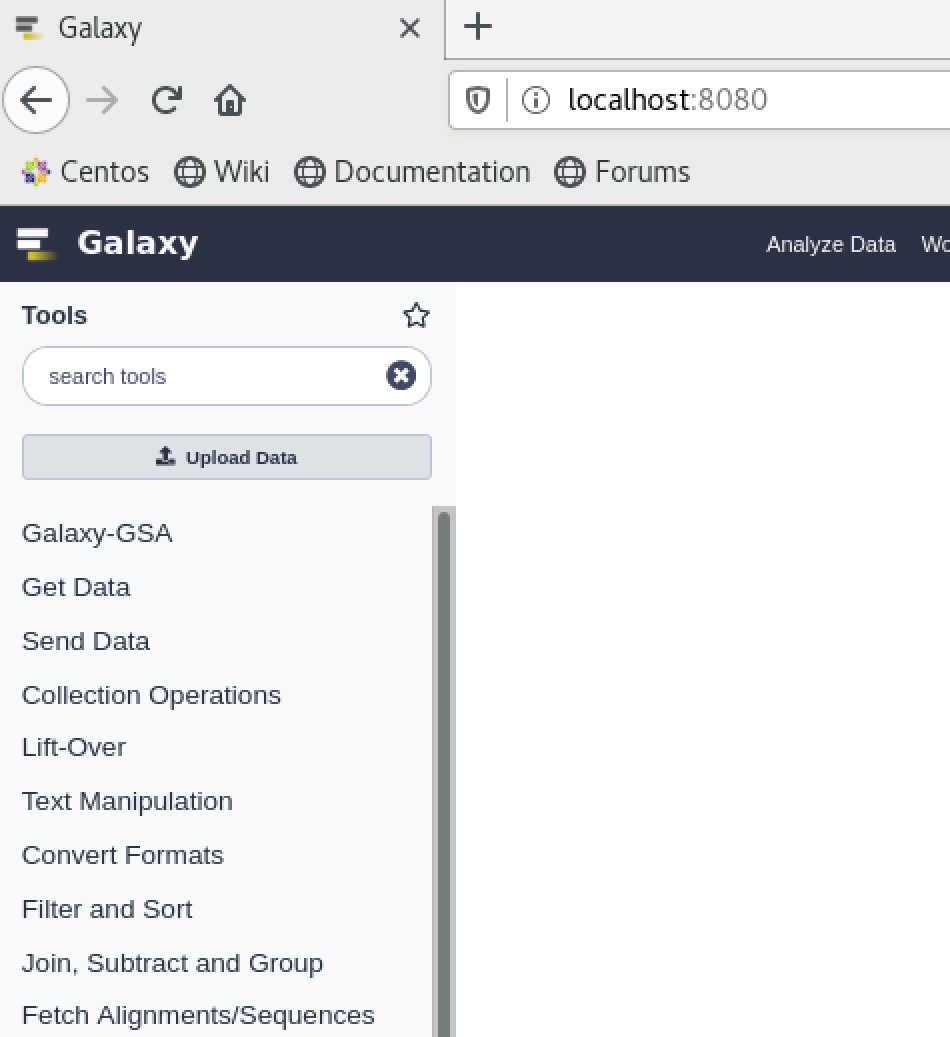 Galaxy
localhost:8080
Centos Wiki Documentation Forums
Galaxy Analyze Data Wo
Tools
search tools
Upload Data
Galaxy-GSA
Get Data
Send Data
Collection Operations
Lift-Over
Text Manipulation
Convert Formats
Filter and Sort
Join, Subtract and Group
Fetch Alignments/Sequences